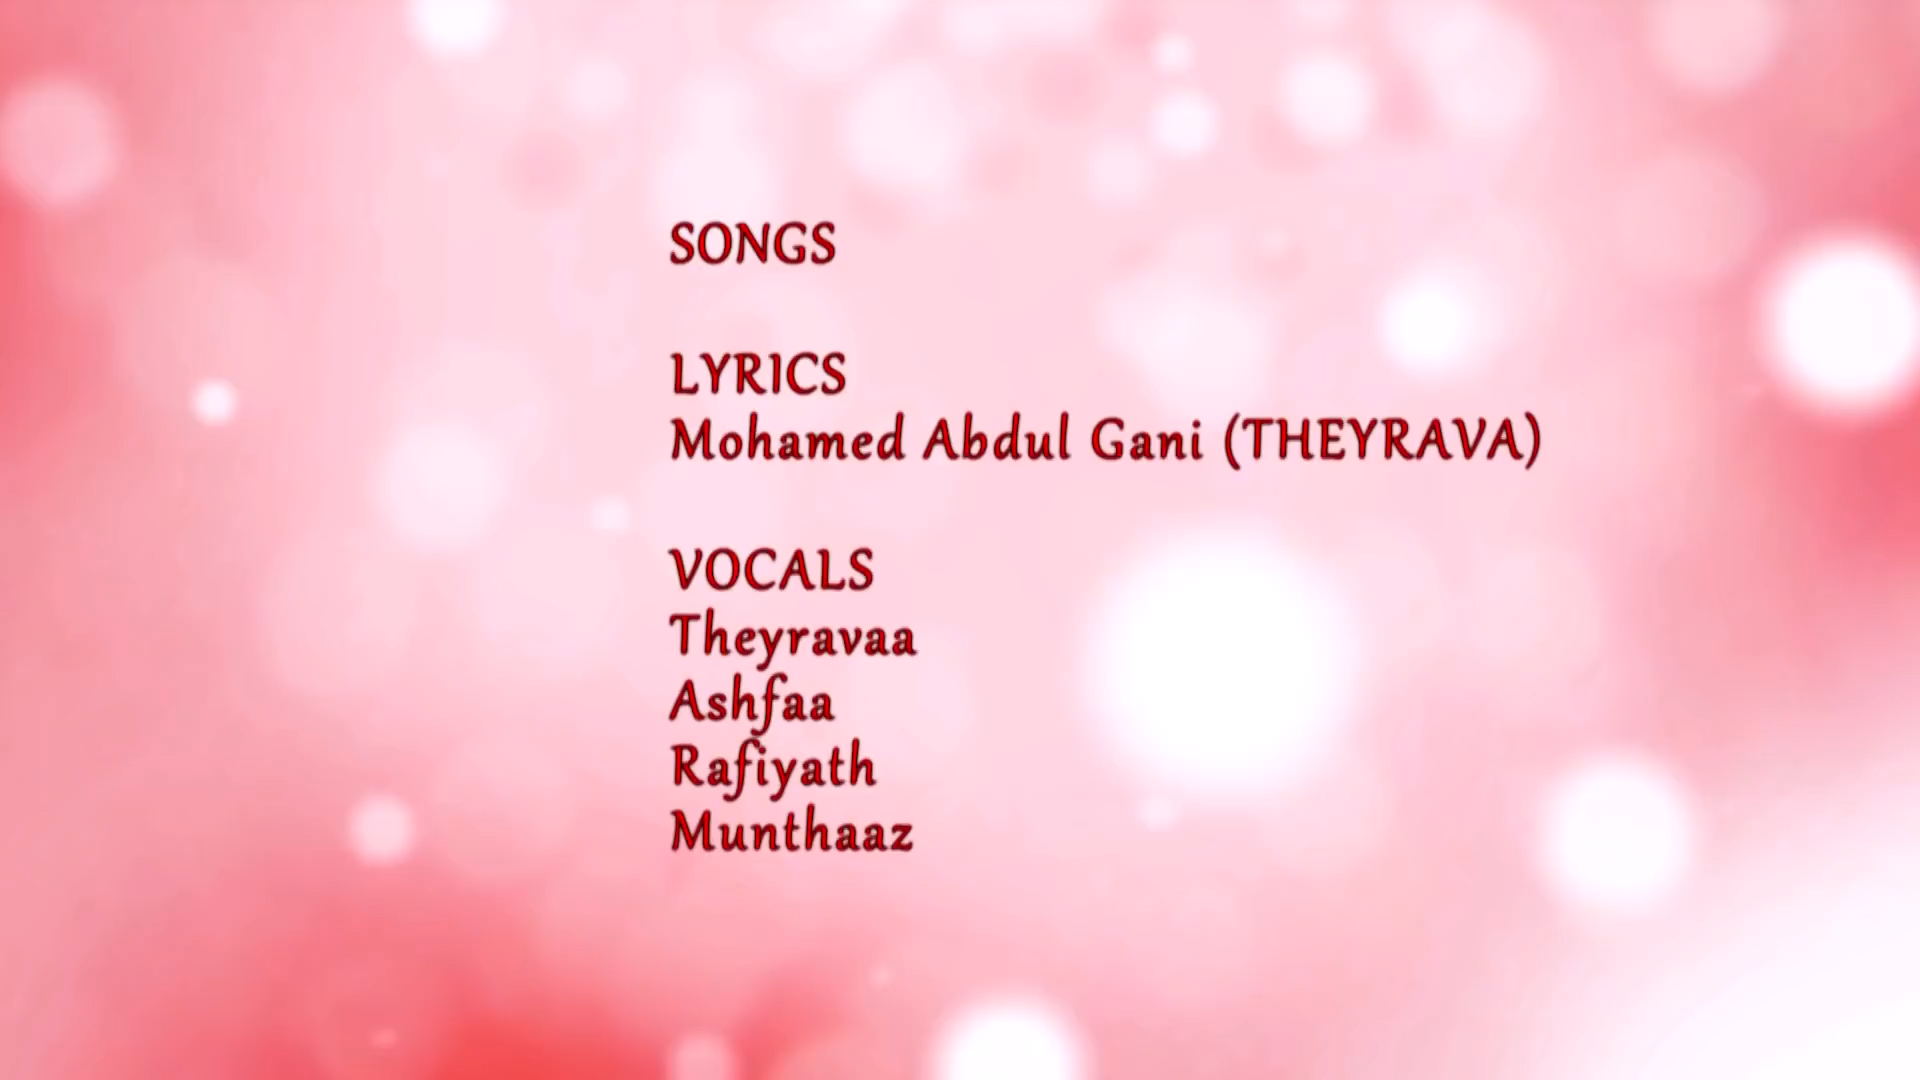 SONGS
LYRICS
Mohamed Abdul Gani (THEYRAVA)
VOCALS
Theyravaa
Ashfaa
Rafiyath
Munthaaz